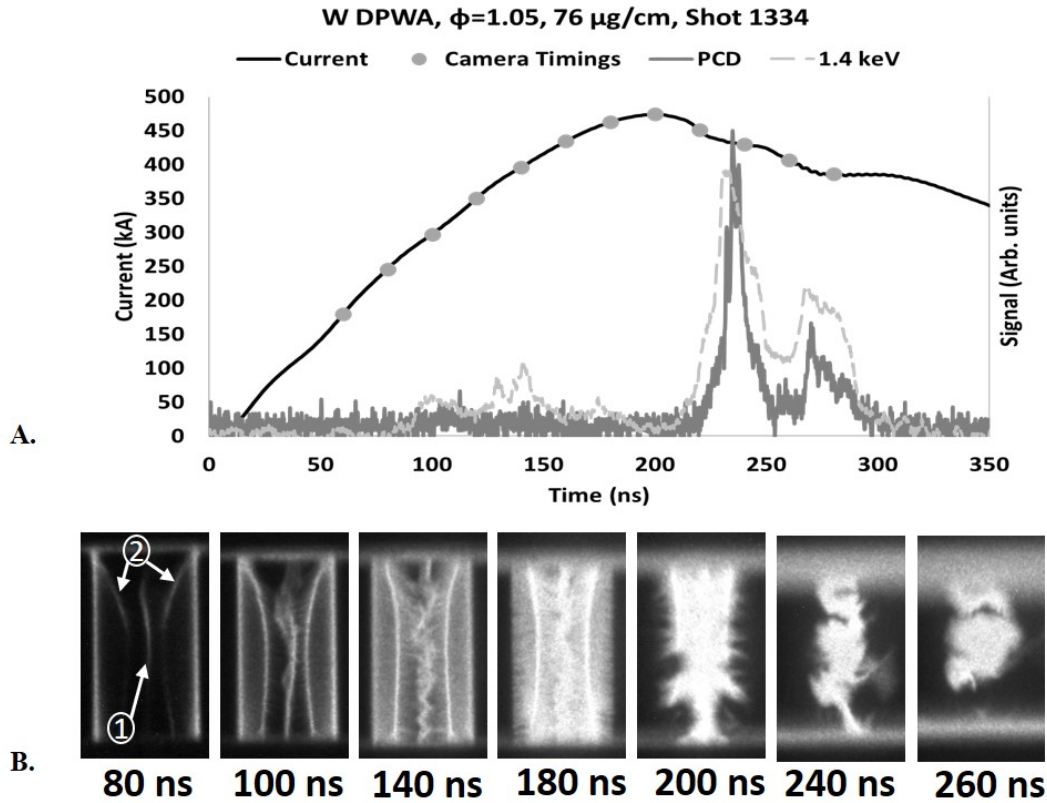 W DPWA, ϕ=1.05, 76 µg/cm, Shot 1334
Current Camera Timings PCD 1.4 keV
500
450
400
350
300
250
200
150
100
50
0
Current (kA)
Signal (Arb. units)
0 50 100 150 200 250 300 350
Time (ns)
A.
2
1
B.
80 ns 100 ns 140 ns 180 ns 200 ns 240 ns 260 ns